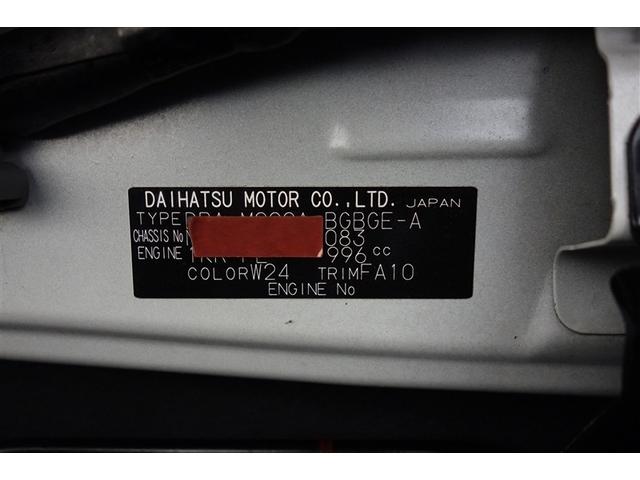 DAIHATSU MOTOR CO.,LTD. JAPAN
TYPE BGBGE-A
CHASSIS No 083
ENGINE 996 cc
COLOR W24 TRIM FA10
ENGINE No